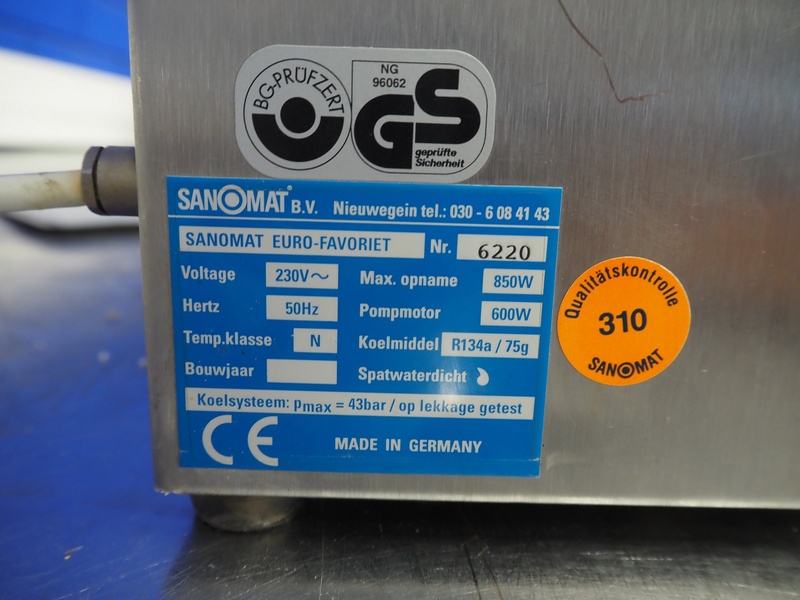 BG-PRÜFZERT
NG
96062
GS
geprüfte
Sicherheit
SANOMAT® B.V. Nieuwegein tel.: 030 - 6 08 41 43
SANOMAT EURO-FAVORIET Nr. 6220
Voltage 230V~ Max. opname 850W
Hertz 50Hz Pompmotor 600W
Temp.klasse N Koelmiddel R134a / 75g
Bouwjaar Spatwaterdicht
Koelsysteem: pmax = 43bar / op lekkage getest
CE MADE IN GERMANY
Qualitätskontrolle
310
SANOMAT